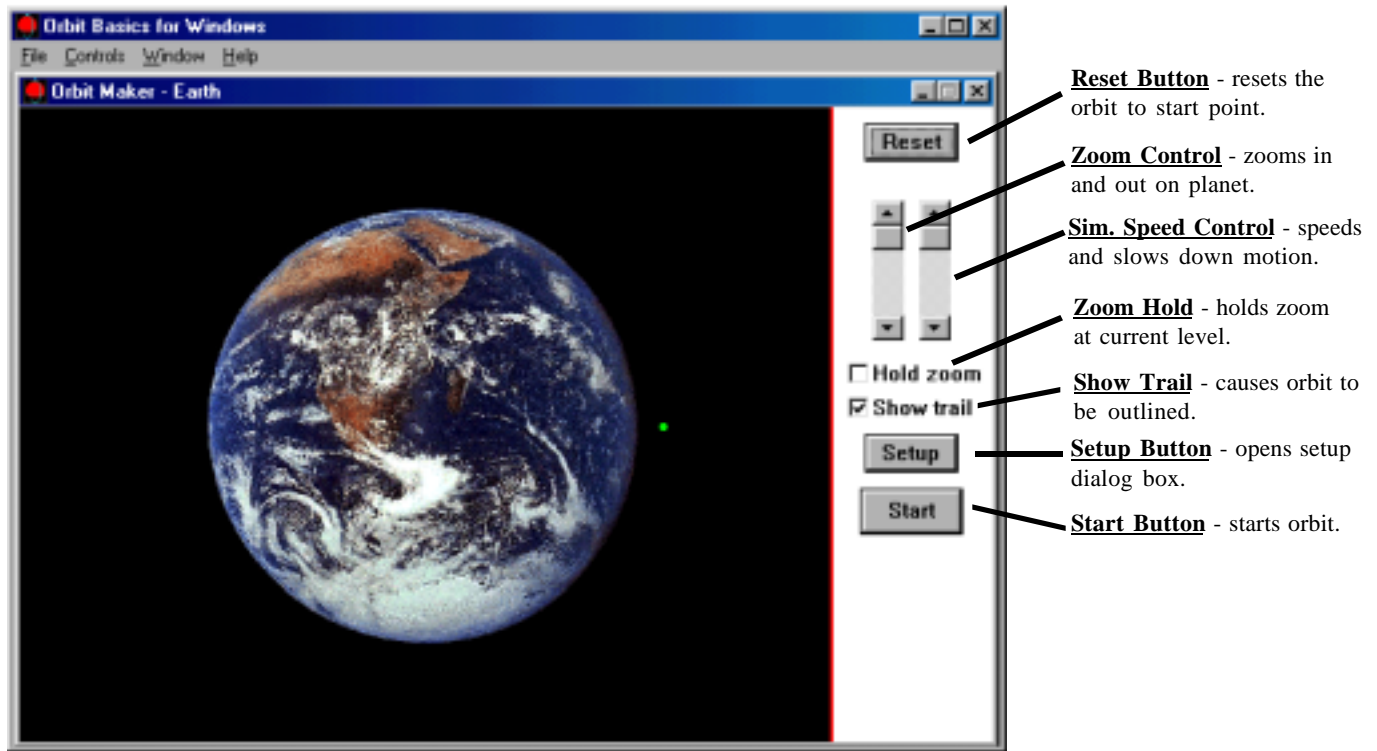 Orbit Basics for Windows
File Controls Window Help
Orbit Maker - Earth
Reset
Hold zoom
Show trail
Setup
Start
Reset Button - resets the
orbit to start point.
Zoom Control - zooms in
and out on planet.
Sim. Speed Control - speeds
and slows down motion.
Zoom Hold - holds zoom
at current level.
Show Trail - causes orbit to
be outlined.
Setup Button - opens setup
dialog box.
Start Button - starts orbit.